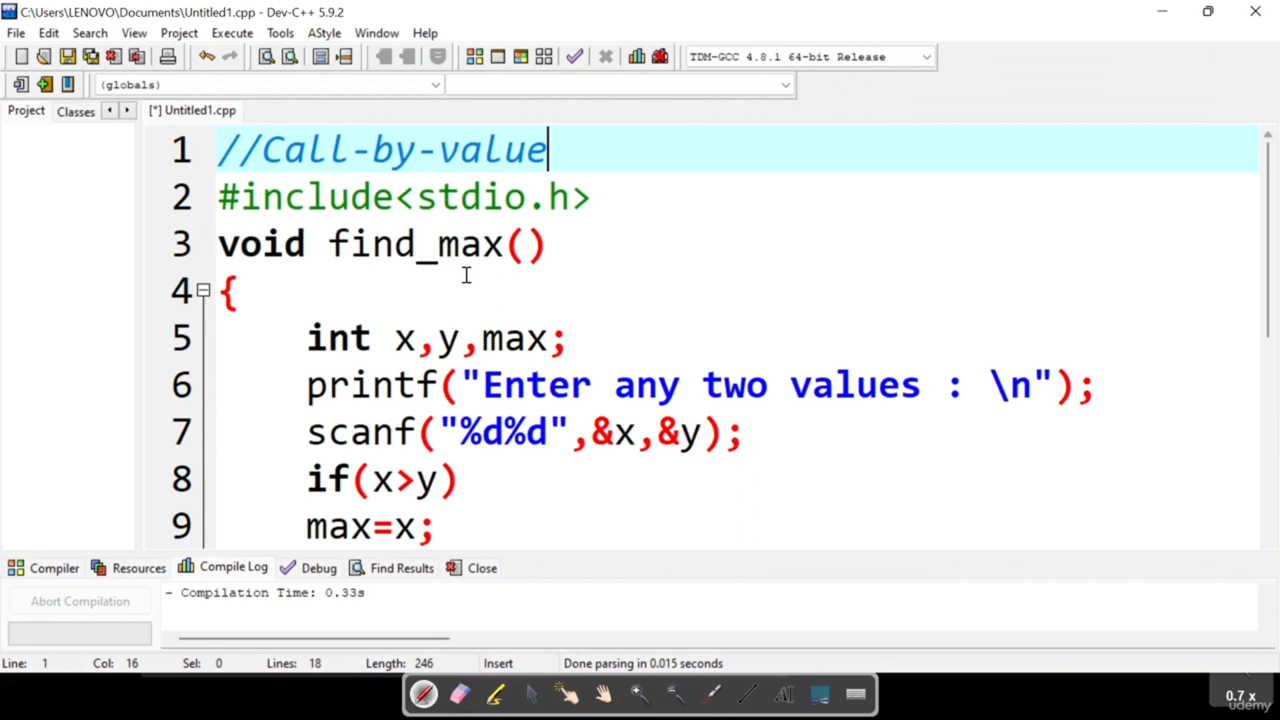 C:\Users\LENOVO\Documents\Untitled1.cpp - Dev-C++ 5.9.2
File Edit Search View Project Execute Tools AStyle Window Help
TDM-GCC 4.8.1 64-bit Release
(globals)
Project Classes [*] Untitled1.cpp
1 //Call-by-value
2 #include<stdio.h>
3 void find_max()
4 {
5 int x,y,max;
6 printf("Enter any two values : \n");
7 scanf("%d%d",&x,&y);
8 if(x>y)
9 max=x;
Compiler Resources Compile Log Debug Find Results Close
Abort Compilation
- Compilation Time: 0.33s
Line: 1 Col: 16 Sel: 0 Lines: 18 Length: 246 Insert Done parsing in 0.015 seconds
AI
0.7 x
udemy